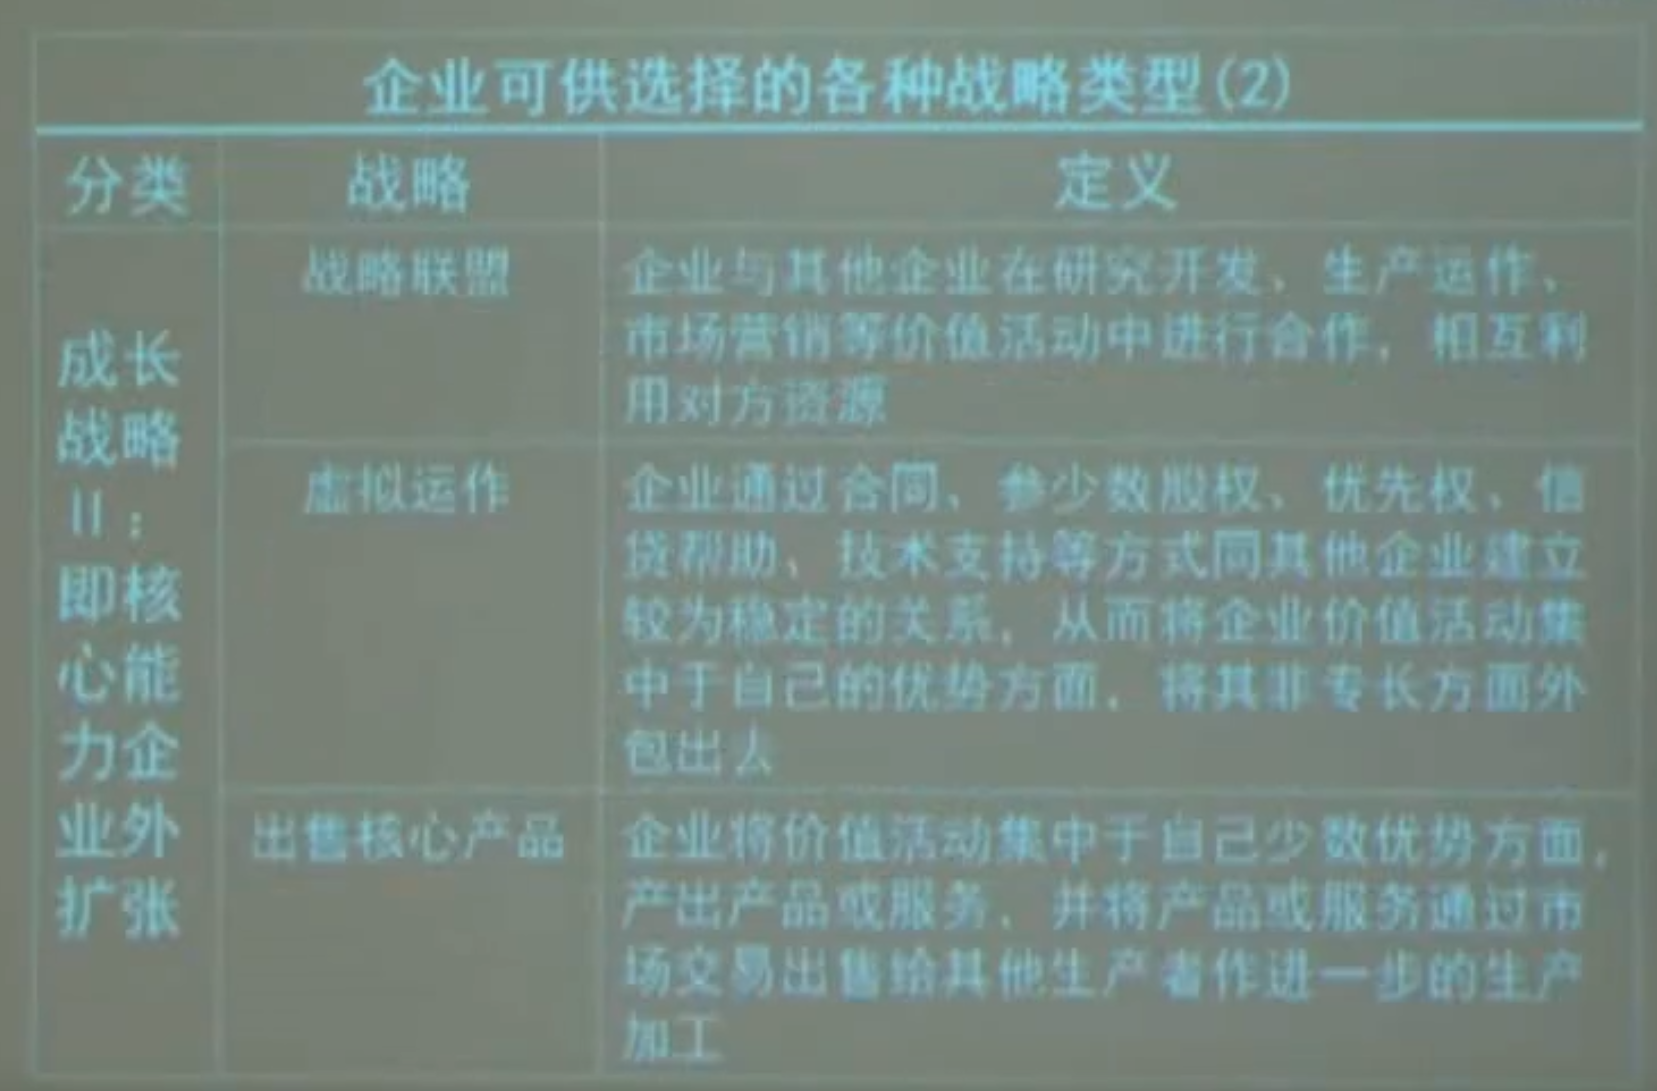 企业可供选择的各种战略类型(2)
分类
战略
定义
成长
战略
II：
即核
心能
力企
业外
扩张
战略联盟
企业与其他企业在研究开发、生产运作、
市场营销等价值活动中进行合作，相互利
用对方资源
虚拟运作
企业通过合同、参少数股权、优先权、信
贷帮助、技术支持等方式同其他企业建立
较为稳定的关系，从而将企业价值活动集
中于自己的优势方面，将其非专长方面外
包出去
出售核心产品
企业将价值活动集中于自己少数优势方面，
产出产品或服务，并将产品或服务通过市
场交易出售给其他生产者作进一步的生产
加工